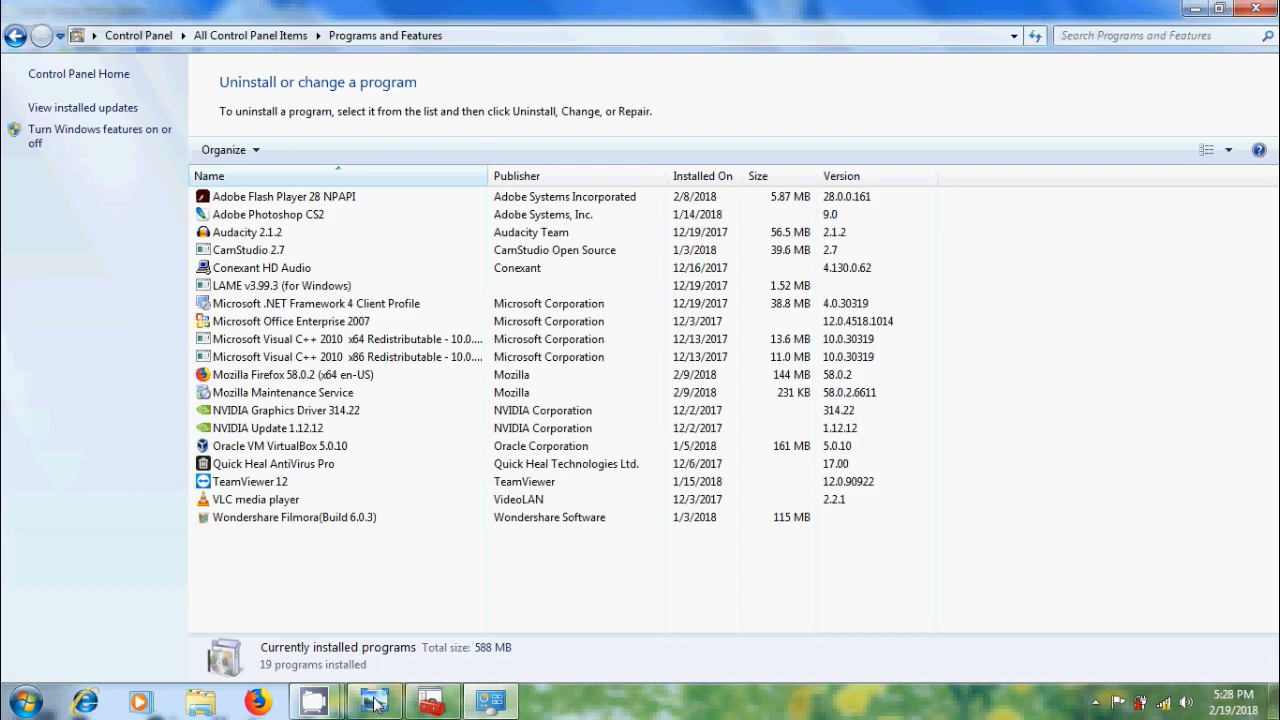 Control Panel ▸ All Control Panel Items ▸ Programs and Features
Search Programs and Features
Control Panel Home
View installed updates
Turn Windows features on or
off
Uninstall or change a program
To uninstall a program, select it from the list and then click Uninstall, Change, or Repair.
Organize
Name Publisher Installed On Size Version
Adobe Flash Player 28 NPAPI Adobe Systems Incorporated 2/8/2018 5.87 MB 28.0.0.161
Adobe Photoshop CS2 Adobe Systems, Inc. 1/14/2018 9.0
Audacity 2.1.2 Audacity Team 12/19/2017 56.5 MB 2.1.2
CamStudio 2.7 CamStudio Open Source 1/3/2018 39.6 MB 2.7
Conexant HD Audio Conexant 12/16/2017 4.130.0.62
LAME v3.99.3 (for Windows) 12/19/2017 1.52 MB
Microsoft .NET Framework 4 Client Profile Microsoft Corporation 12/19/2017 38.8 MB 4.0.30319
Microsoft Office Enterprise 2007 Microsoft Corporation 12/3/2017 12.0.4518.1014
Microsoft Visual C++ 2010 x64 Redistributable - 10.0.... Microsoft Corporation 12/13/2017 13.6 MB 10.0.30319
Microsoft Visual C++ 2010 x86 Redistributable - 10.0.... Microsoft Corporation 12/13/2017 11.0 MB 10.0.30319
Mozilla Firefox 58.0.2 (x64 en-US) Mozilla 2/9/2018 144 MB 58.0.2
Mozilla Maintenance Service Mozilla 2/9/2018 231 KB 58.0.2.6611
NVIDIA Graphics Driver 314.22 NVIDIA Corporation 12/2/2017 314.22
NVIDIA Update 1.12.12 NVIDIA Corporation 12/2/2017 1.12.12
Oracle VM VirtualBox 5.0.10 Oracle Corporation 1/5/2018 161 MB 5.0.10
Quick Heal AntiVirus Pro Quick Heal Technologies Ltd. 12/6/2017 17.00
TeamViewer 12 TeamViewer 1/15/2018 12.0.90922
VLC media player VideoLAN 12/3/2017 2.2.1
Wondershare Filmora(Build 6.0.3) Wondershare Software 1/3/2018 115 MB
Currently installed programs Total size: 588 MB
19 programs installed
5:28 PM
2/19/2018